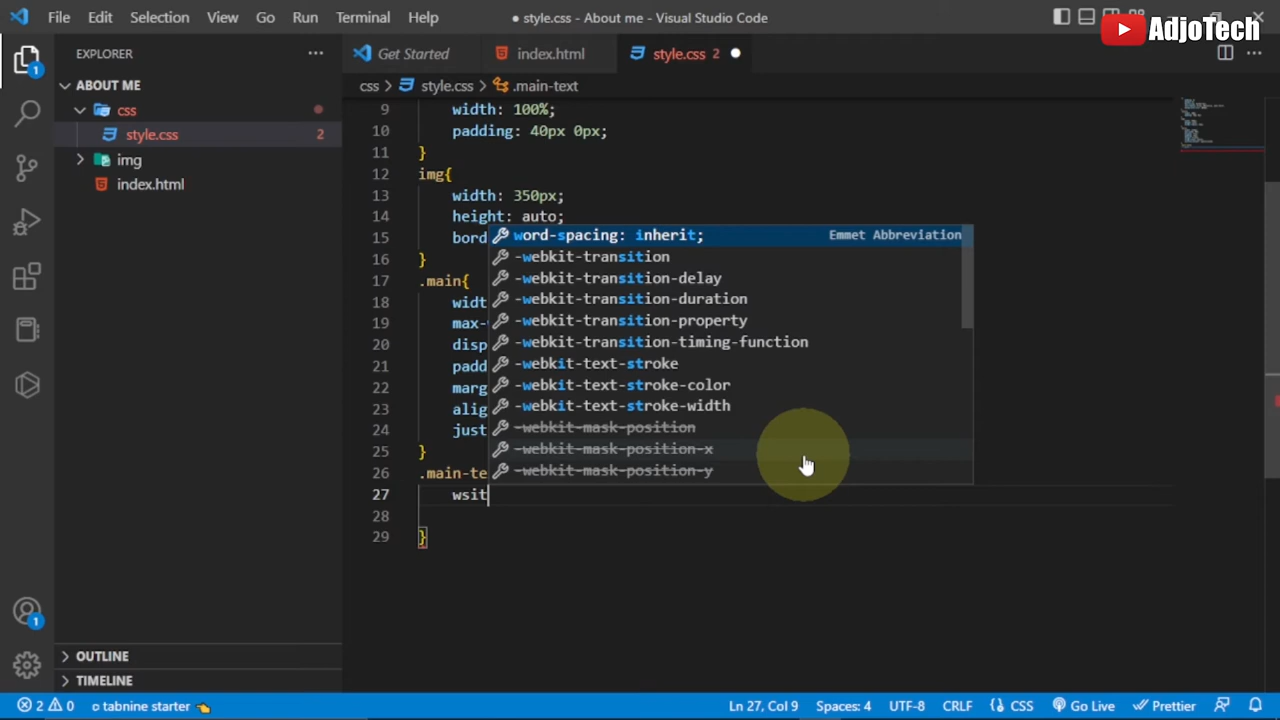 File Edit Selection View Go Run Terminal Help
● style.css - About me - Visual Studio Code
AdjoTech
EXPLORER
ABOUT ME
css
style.css 2
img
index.html
OUTLINE
TIMELINE
1
1
Get Started index.html style.css 2
css > style.css > .main-text
9 width: 100%;
10 padding: 40px 0px;
11 }
12 img{
13 width: 350px;
14 height: auto;
15 bord
16 }
17 .main{
18 widt
19 max-
20 disp
21 padd
22 marg
23 alig
24 just
25 }
26 .main-te
27 wsit
28
29 }
word-spacing: inherit; Emmet Abbreviation
-webkit-transition
-webkit-transition-delay
-webkit-transition-duration
-webkit-transition-property
-webkit-transition-timing-function
-webkit-text-stroke
-webkit-text-stroke-color
-webkit-text-stroke-width
-webkit-mask-position
-webkit-mask-position-x
-webkit-mask-position-y
2 0 tabnine starter Ln 27, Col 9 Spaces: 4 UTF-8 CRLF {} CSS Go Live Prettier